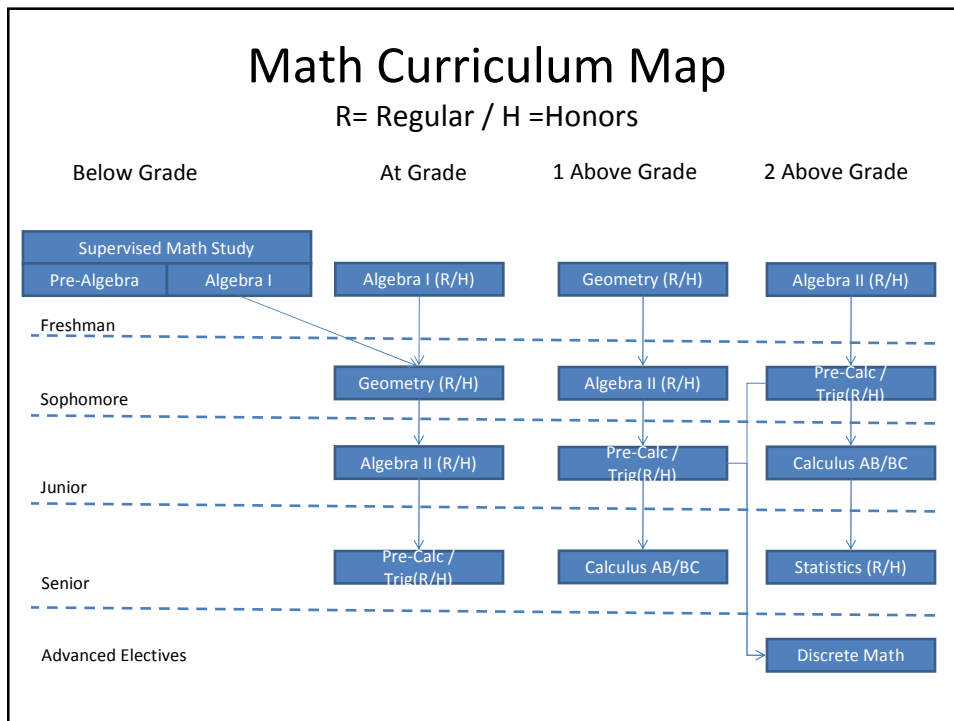 Math Curriculum Map
R= Regular / H =Honors
Below Grade
At Grade
1 Above Grade
2 Above Grade
Supervised Math Study
Pre-Algebra
Algebra I
Algebra I (R/H)
Geometry (R/H)
Algebra II (R/H)
Freshman
Geometry (R/H)
Algebra II (R/H)
Pre-Calc /
Trig(R/H)
Sophomore
Algebra II (R/H)
Pre-Calc /
Trig(R/H)
Calculus AB/BC
Junior
Pre-Calc /
Trig(R/H)
Calculus AB/BC
Statistics (R/H)
Senior
Advanced Electives
Discrete Math